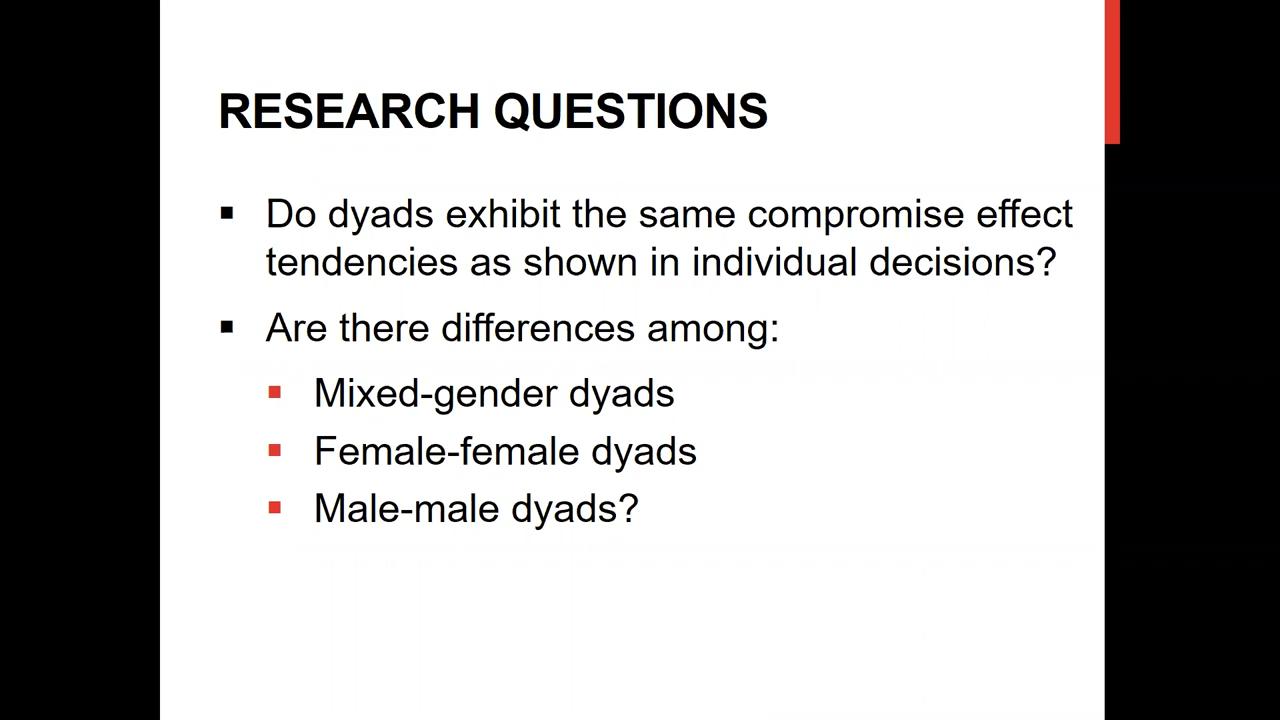 RESEARCH QUESTIONS
▪ Do dyads exhibit the same compromise effect
tendencies as shown in individual decisions?
▪ Are there differences among:
▪ Mixed-gender dyads
▪ Female-female dyads
▪ Male-male dyads?